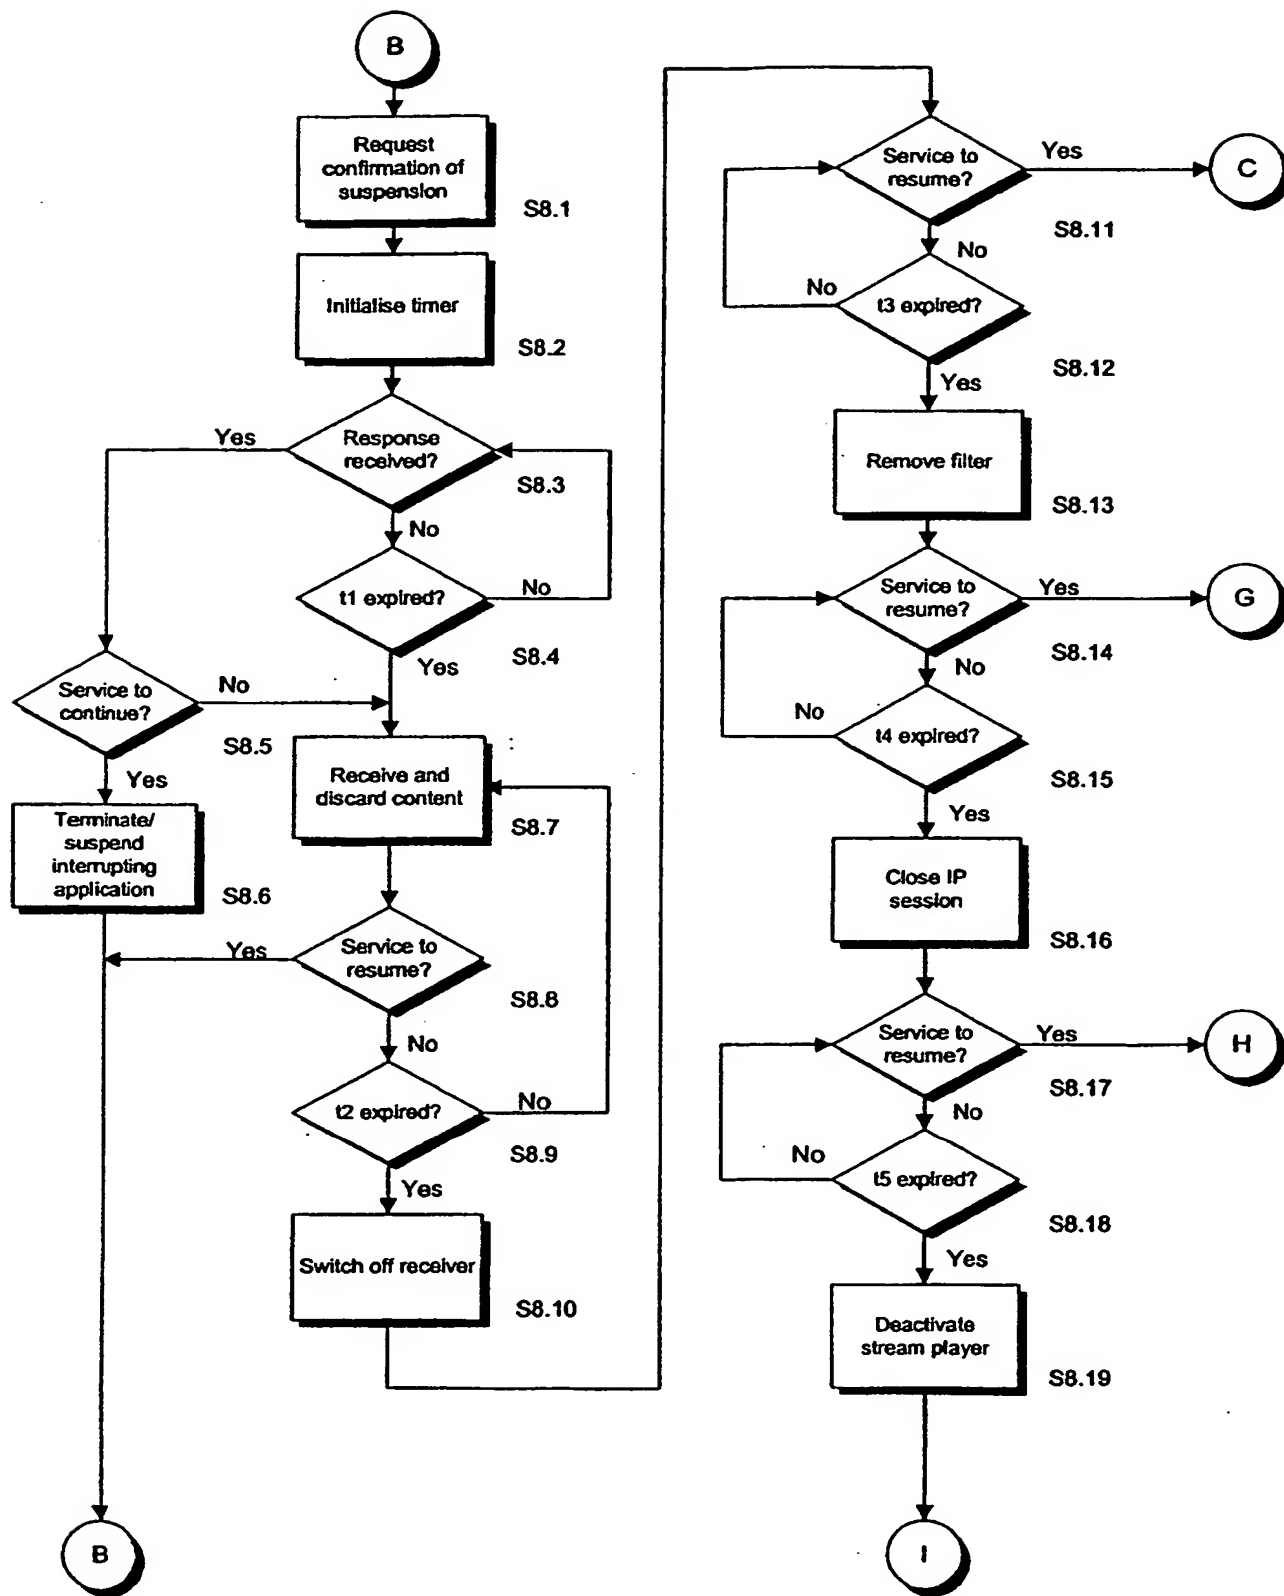 B
Request
confirmation of
suspension
S8.1
Initialise timer
S8.2
Response
received?
Yes
S8.3
No
t1 expired?
No
S8.4
Yes
Service to
continue?
No
S8.5
Yes
Terminate/
suspend
interrupting
application
S8.6
Receive and
discard content
S8.7
Service to
resume?
Yes
S8.8
No
t2 expired?
No
S8.9
Yes
Switch off receiver
S8.10
B
Service to
resume?
Yes
C
S8.11
No
t3 expired?
No
S8.12
Yes
Remove filter
S8.13
Service to
resume?
Yes
G
S8.14
No
t4 expired?
No
S8.15
Yes
Close IP
session
S8.16
Service to
resume?
Yes
H
S8.17
No
t5 expired?
No
S8.18
Yes
Deactivate
stream player
S8.19
I